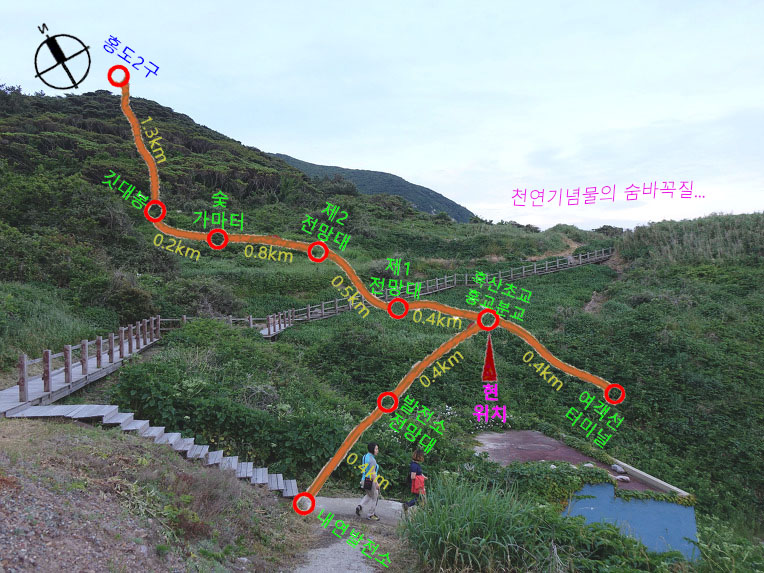 N
홍도2구
1.3km
깃대봉
0.2km
숯
가마터
0.8km
제2
전망대
0.5km
제1
전망대
0.4km
흑산초교
홍교분교
현
위치
0.4km
여객선
터미널
0.4km
발전소
전망대
0.4km
내연발전소
천연기념물의 숨바꼭질...